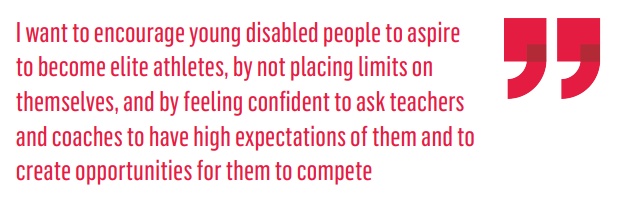 I want to encourage young disabled people to aspire
to become elite athletes, by not placing limits on
themselves, and by feeling confident to ask teachers
and coaches to have high expectations of them and to
create opportunities for them to compete